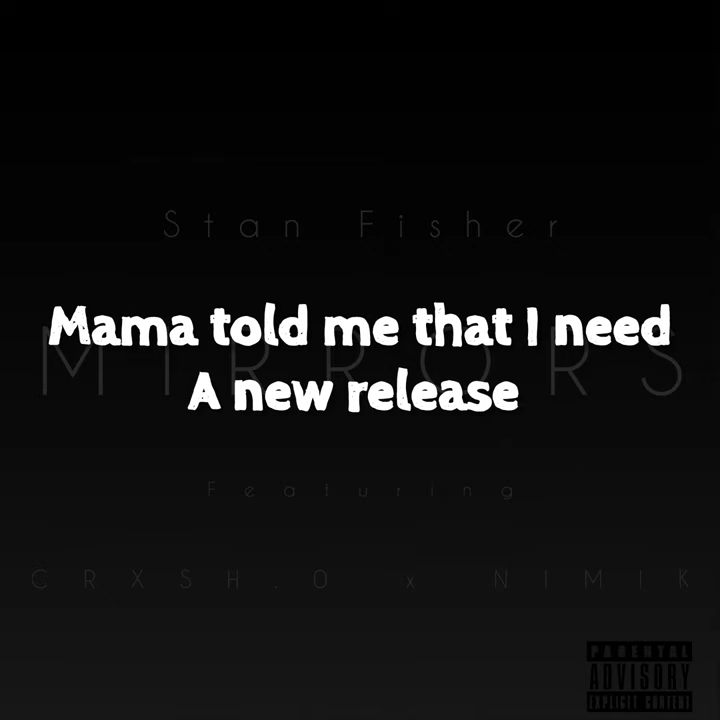 Stan Fisher
Mama told me that I need
MIRRORS
A new release
Featuring
CRXSH.O x NIMIK
PARENTAL
ADVISORY
EXPLICIT CONTENT